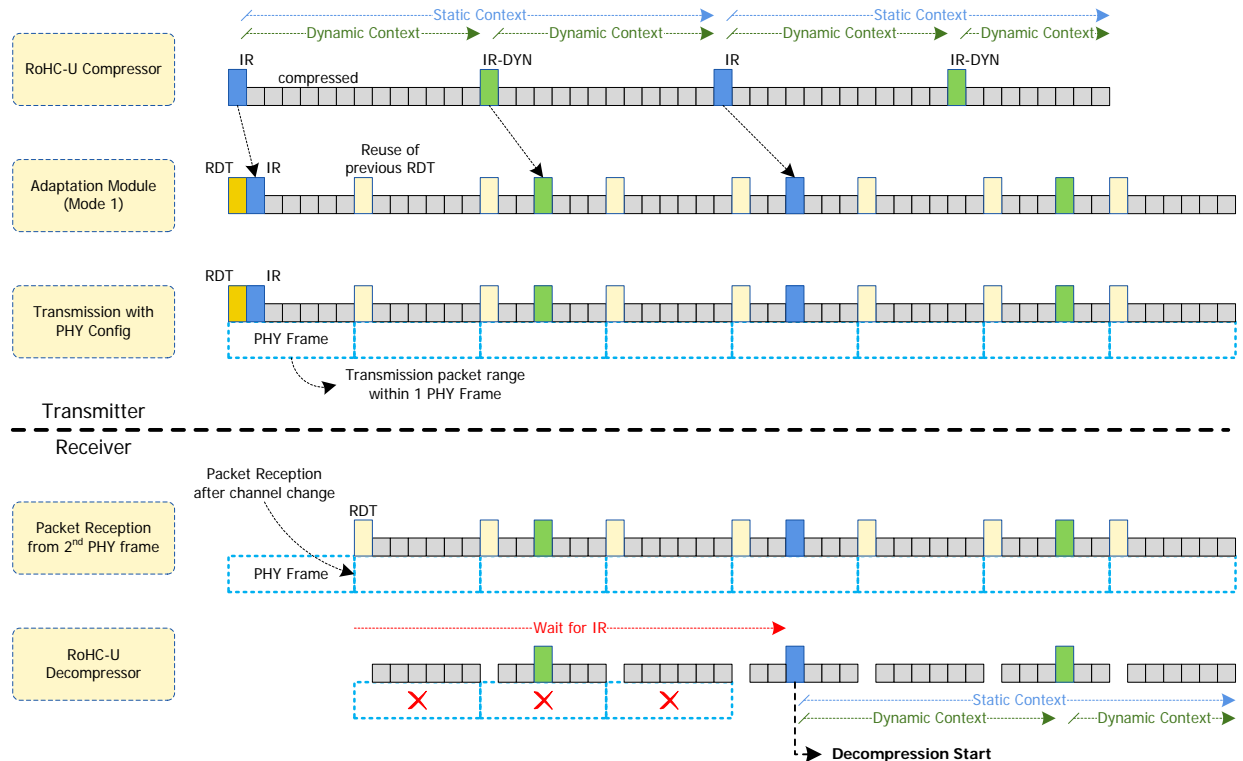 Static Context
Static Context
Dynamic Context
Dynamic Context
Dynamic Context
Dynamic Context
RoHC-U Compressor
IR
compressed
IR-DYN
IR
IR-DYN
Adaptation Module
(Mode 1)
RDT
IR
Reuse of
previous RDT
Transmission with
PHY Config
RDT
IR
PHY Frame
Transmission packet range
within 1 PHY Frame
Transmitter
Receiver
Packet Reception
after channel change
Packet Reception
from 2nd PHY frame
RDT
PHY Frame
RoHC-U
Decompressor
Wait for IR
Static Context
Dynamic Context
Dynamic Context
Decompression Start